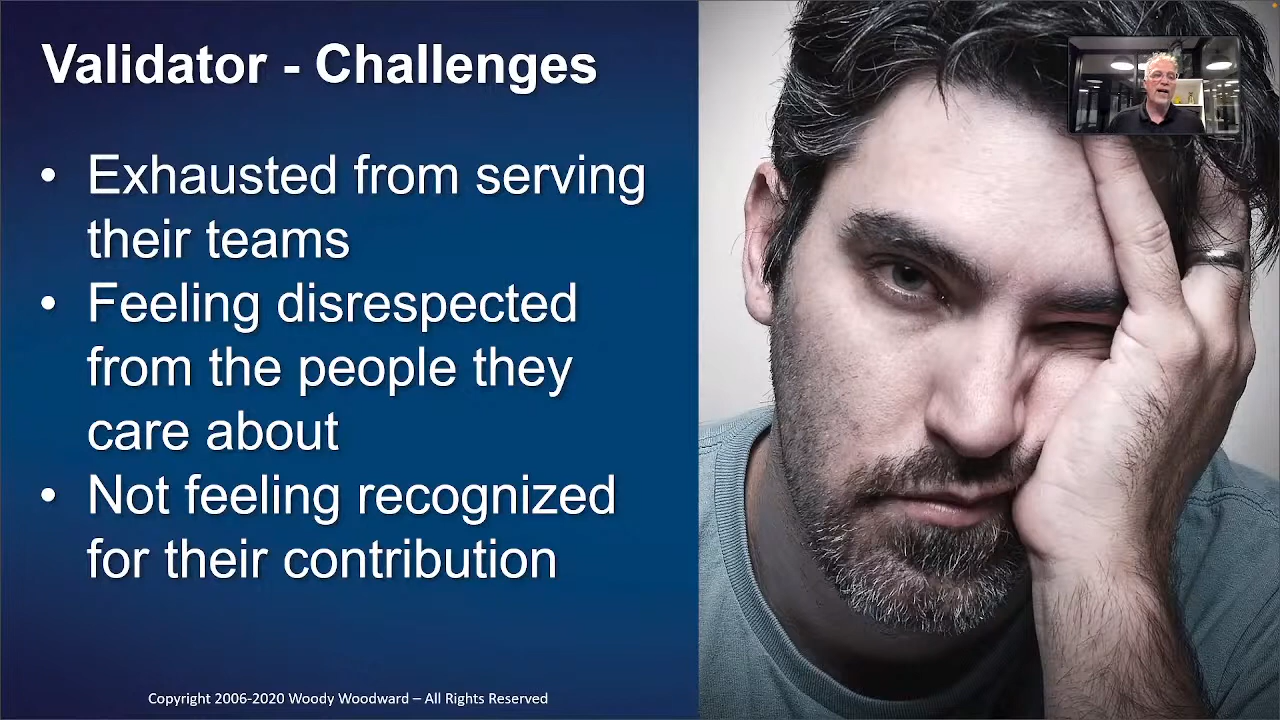 Validator - Challenges
• Exhausted from serving
their teams
• Feeling disrespected
from the people they
care about
• Not feeling recognized
for their contribution
Copyright 2006-2020 Woody Woodward – All Rights Reserved